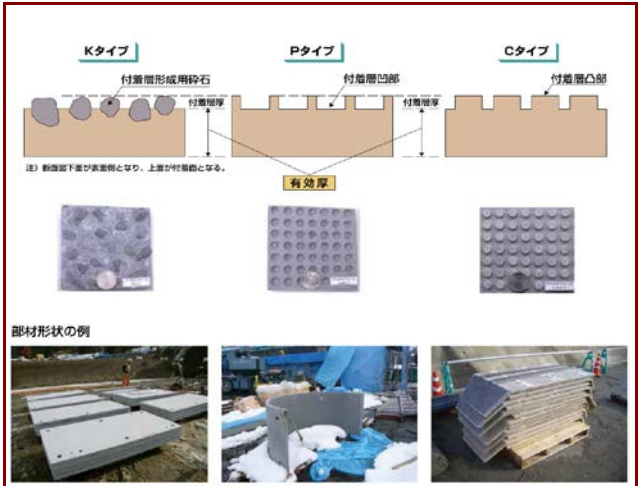 Kタイプ
Pタイプ
Cタイプ
付着層形成用砕石
付着層凹部
付着層凸部
付着層厚
付着層厚
注）断面図下面が表面側となり、上面が付着面となる。
有効厚
部材形状の例